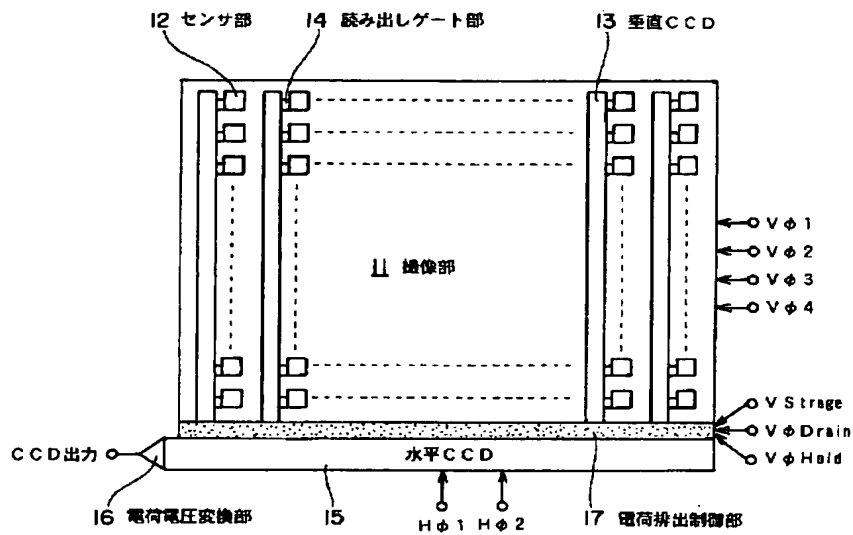 12 センサ部
14 読み出しゲート部
13 垂直CCD
11 撮像部
Vφ1
Vφ2
Vφ3
Vφ4
V Strage
VφDrain
VφHold
CCD出力
水平CCD
16 電荷電圧変換部
15
Hφ1 Hφ2
17 電荷排出制御部